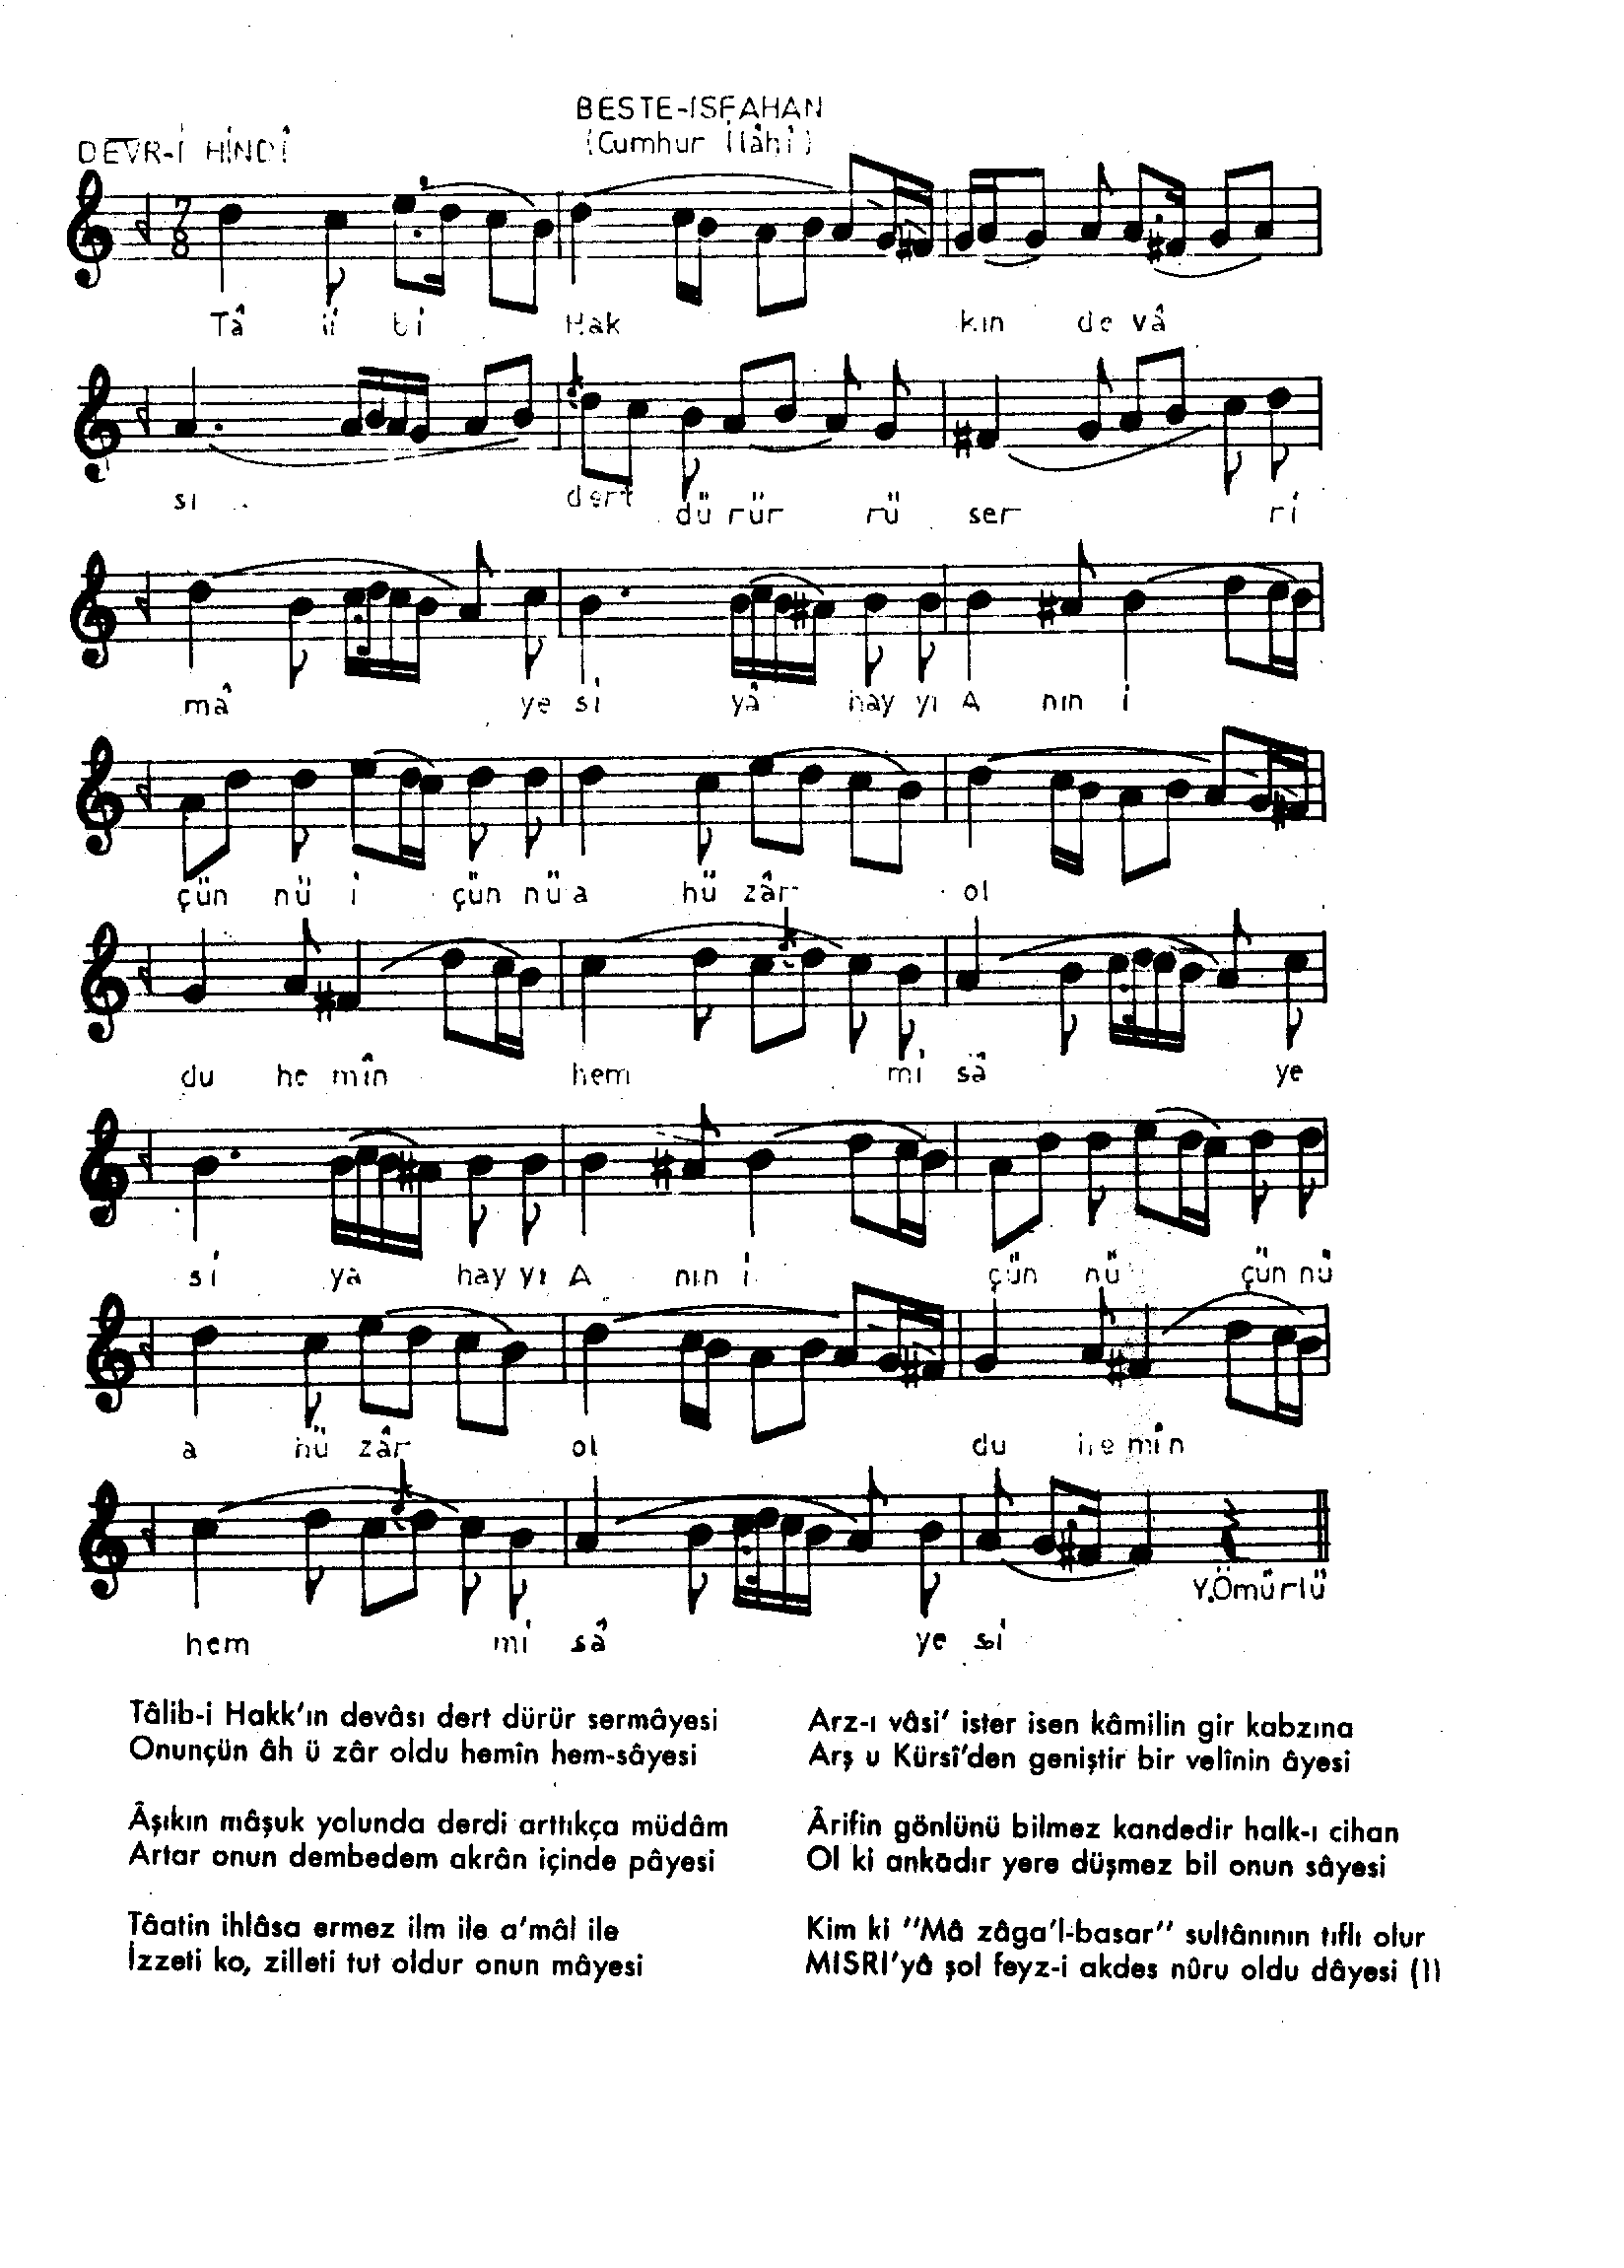 BESTE-ISFAHAN
DEVR-İ HİNDÎ
(Cumhur İlâhî)
7
8
Tâ li bi Hak kın de vâ
sı dert dü rür rü ser ri
mâ ye si yâ hay yı A nın i
çün nü i çün nü a hü zâr ol
du he mîn hem mi sâ ye
si ya hay yı A nın i çün nü çün nü
a hü zâr ol du he mîn
Y.Ömürlü
hem mi sâ ye si
Tâlib-i Hakk'ın devâsı dert dürür sermâyesi
Onunçün âh ü zâr oldu hemîn hem-sâyesi
Âşıkın mâşuk yolunda derdi arttıkça müdâm
Artar onun dembedem akrân içinde pâyesi
Tâatin ihlâsa ermez ilm ile a'mâl ile
İzzeti ko, zilleti tut oldur onun mâyesi
Arz-ı vâsi' ister isen kâmilin gir kabzına
Arş u Kürsî'den geniştir bir velînin âyesi
Ârifin gönlünü bilmez kandedir halk-ı cihan
Ol ki ankādır yere düşmez bil onun sâyesi
Kim ki "Mâ zâga'l-basar" sultânının tıflı olur
MISRI'yâ şol feyz-i akdes nûru oldu dâyesi (1)